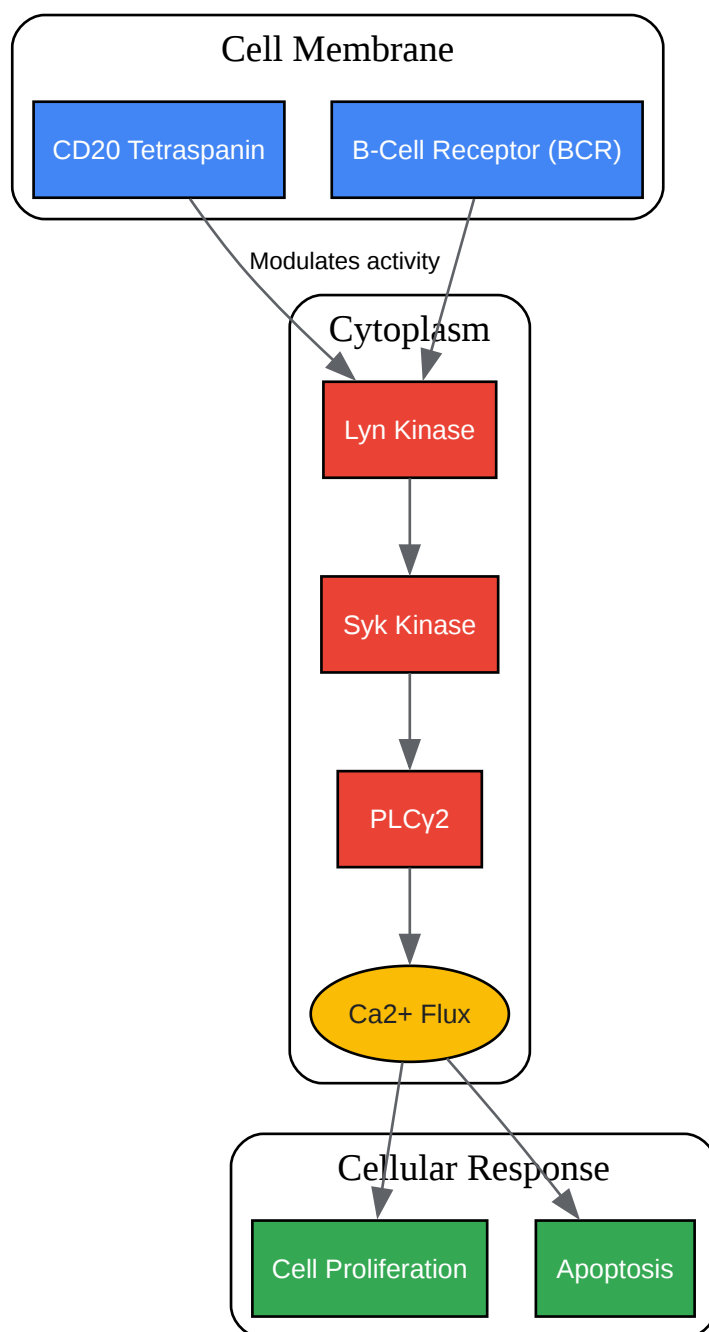 Cell Membrane
CD20 Tetraspanin
B-Cell Receptor (BCR)
Modulates activity
Cytoplasm
Lyn Kinase
Syk Kinase
PLCγ2
Ca2+ Flux
Cellular Response
Cell Proliferation
Apoptosis